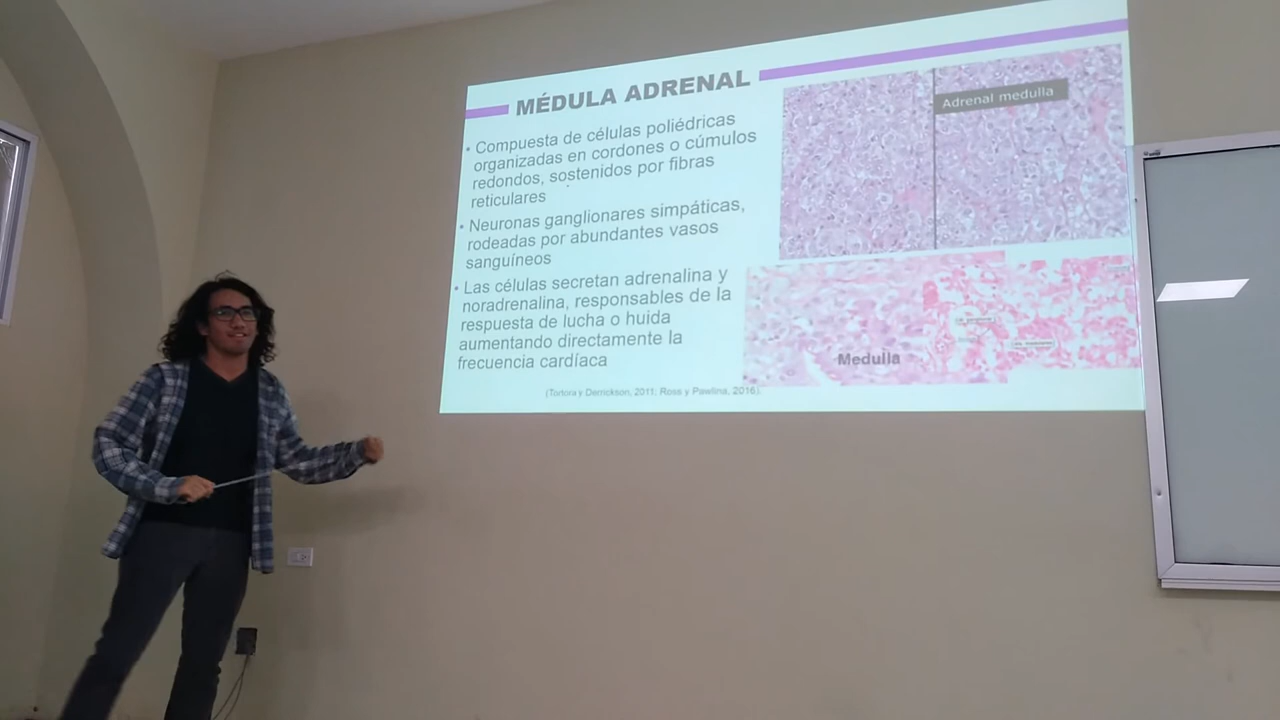 MÉDULA ADRENAL
• Compuesta de células poliédricas
organizadas en cordones o cúmulos
redondos, sostenidos por fibras
reticulares
• Neuronas ganglionares simpáticas,
rodeadas por abundantes vasos
sanguíneos
• Las células secretan adrenalina y
noradrenalina, responsables de la
respuesta de lucha o huida
aumentando directamente la
frecuencia cardíaca
(Tortora y Derrickson, 2011; Ross y Pawlina, 2016).
Adrenal medulla
Medulla